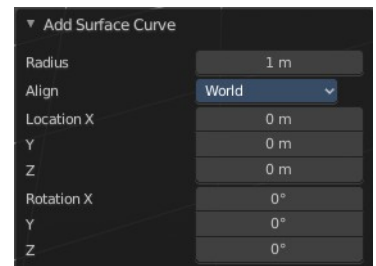 Add Surface Curve
Radius 1 m
Align World
Location X 0 m
Y 0 m
Z 0 m
Rotation X 0°
Y 0°
Z 0°